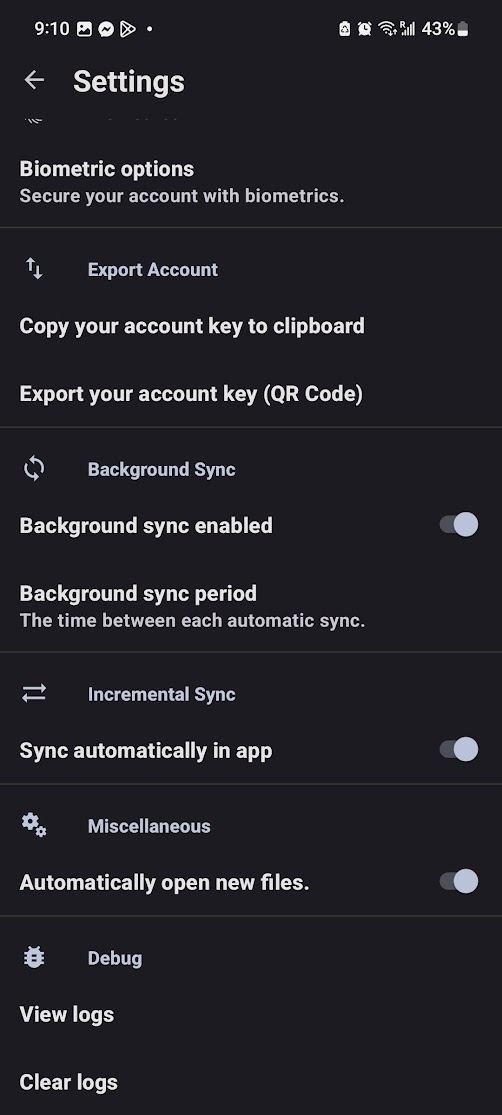 9:10
R
43%
Settings
Biometric options
Secure your account with biometrics.
Export Account
Copy your account key to clipboard
Export your account key (QR Code)
Background Sync
Background sync enabled
Background sync period
The time between each automatic sync.
Incremental Sync
Sync automatically in app
Miscellaneous
Automatically open new files.
Debug
View logs
Clear logs